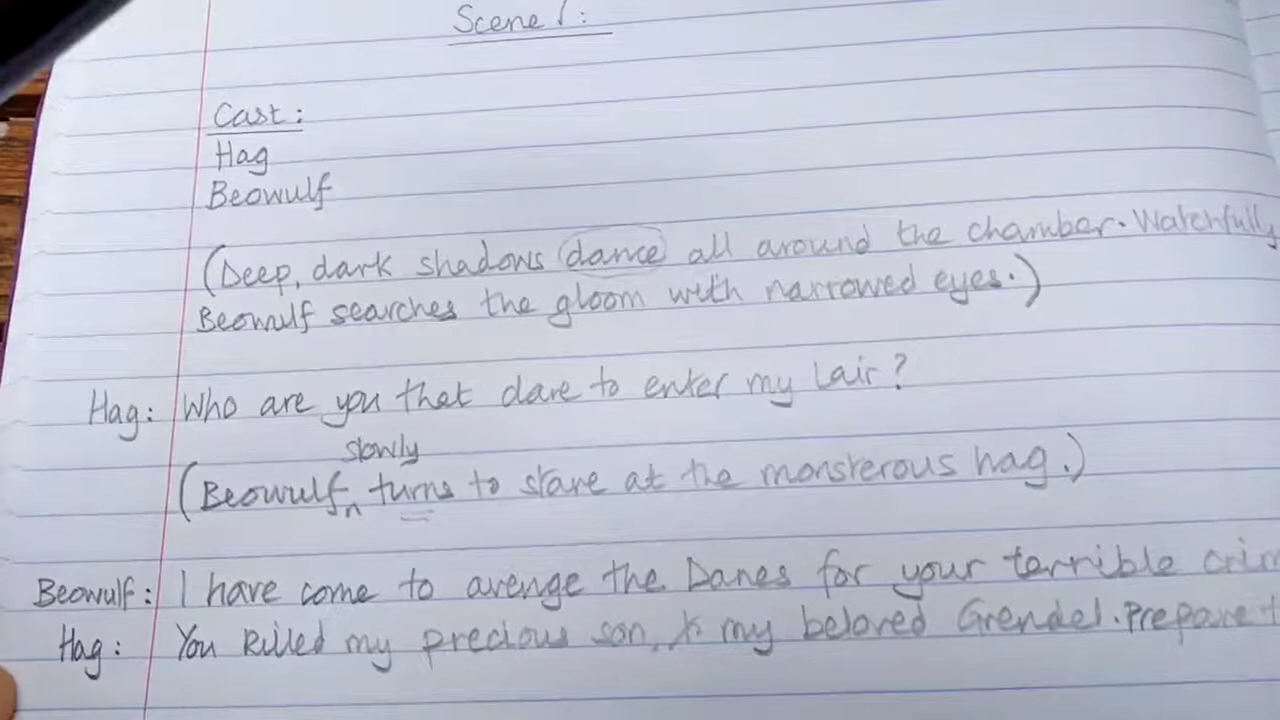 Scene 1:
Cast:
Hag
Beowulf
(Deep, dark shadows dance all around the chamber. Watchfully
Beowulf searches the gloom with narrowed eyes.)
Hag: Who are you that dare to enter my lair?
slowly
(Beowulf turns to stare at the monsterous hag.)
Beowulf: I have come to avenge the Danes for your terrible
Hag: You killed my precious son, my beloved Grendel. Prepare